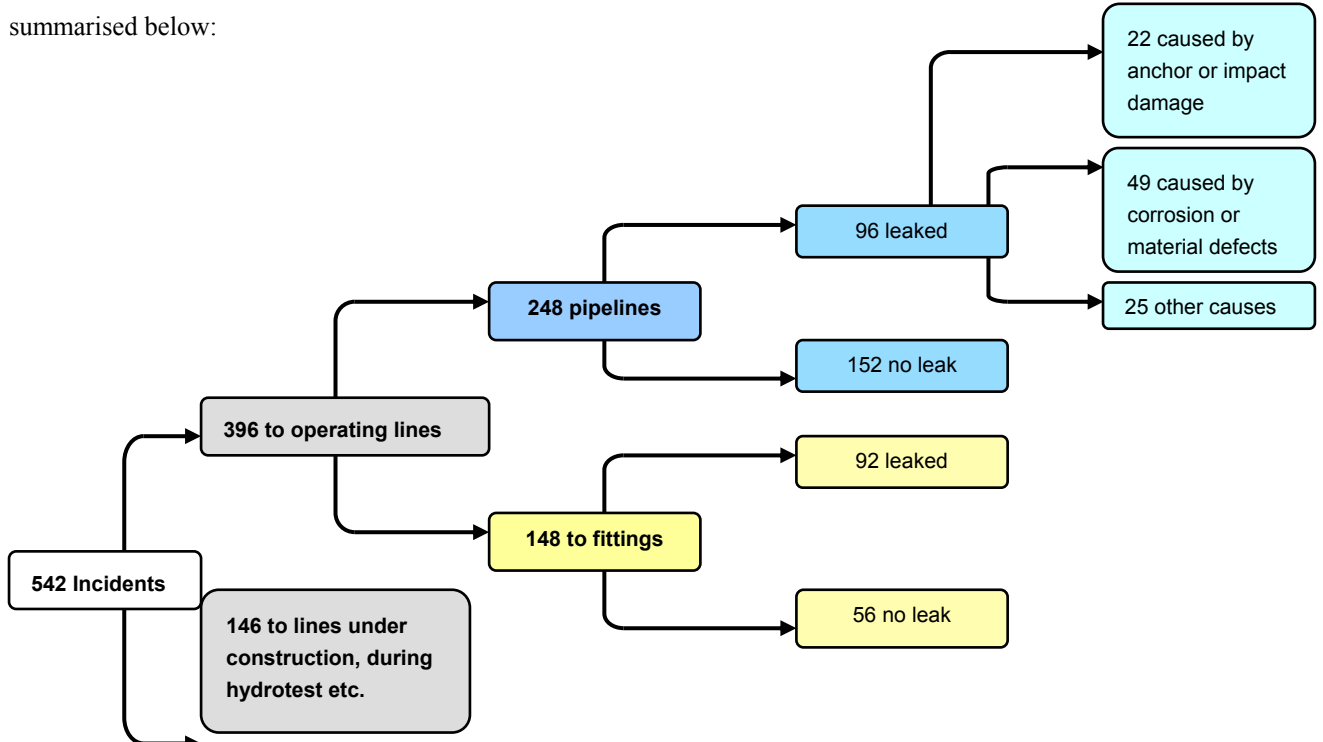 summarised below:
22 caused by
anchor or impact
damage
49 caused by
corrosion or
material defects
96 leaked
25 other causes
248 pipelines
152 no leak
396 to operating lines
92 leaked
148 to fittings
542 Incidents
56 no leak
146 to lines under
construction, during
hydrotest etc.